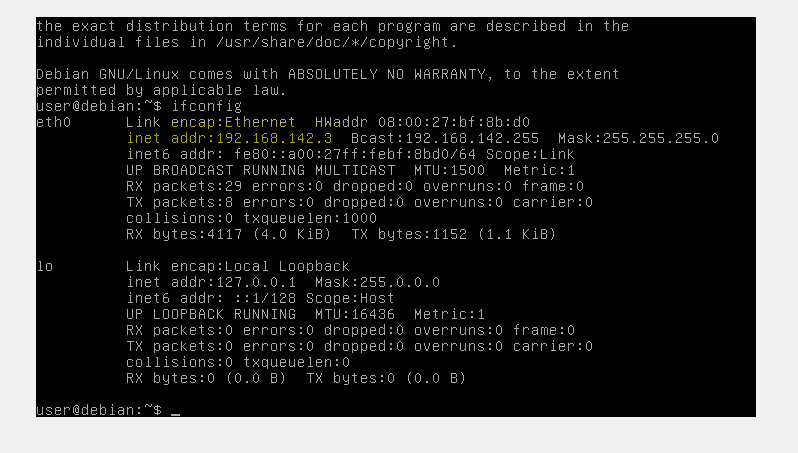 the exact distribution terms for each program are described in the
individual files in /usr/share/doc/*/copyright.
Debian GNU/Linux comes with ABSOLUTELY NO WARRANTY, to the extent
permitted by applicable law.
user@debian:~$ ifconfig
eth0      Link encap:Ethernet  HWaddr 08:00:27:bf:8b:d0
          inet addr:192.168.142.3  Bcast:192.168.142.255  Mask:255.255.255.0
          inet6 addr: fe80::a00:27ff:febf:8bd0/64 Scope:Link
          UP BROADCAST RUNNING MULTICAST  MTU:1500  Metric:1
          RX packets:29 errors:0 dropped:0 overruns:0 frame:0
          TX packets:8 errors:0 dropped:0 overruns:0 carrier:0
          collisions:0 txqueuelen:1000
          RX bytes:4117 (4.0 KiB)  TX bytes:1152 (1.1 KiB)
lo        Link encap:Local Loopback
          inet addr:127.0.0.1  Mask:255.0.0.0
          inet6 addr: ::1/128 Scope:Host
          UP LOOPBACK RUNNING  MTU:16436  Metric:1
          RX packets:0 errors:0 dropped:0 overruns:0 frame:0
          TX packets:0 errors:0 dropped:0 overruns:0 carrier:0
          collisions:0 txqueuelen:0
          RX bytes:0 (0.0 B)  TX bytes:0 (0.0 B)
user@debian:~$ _